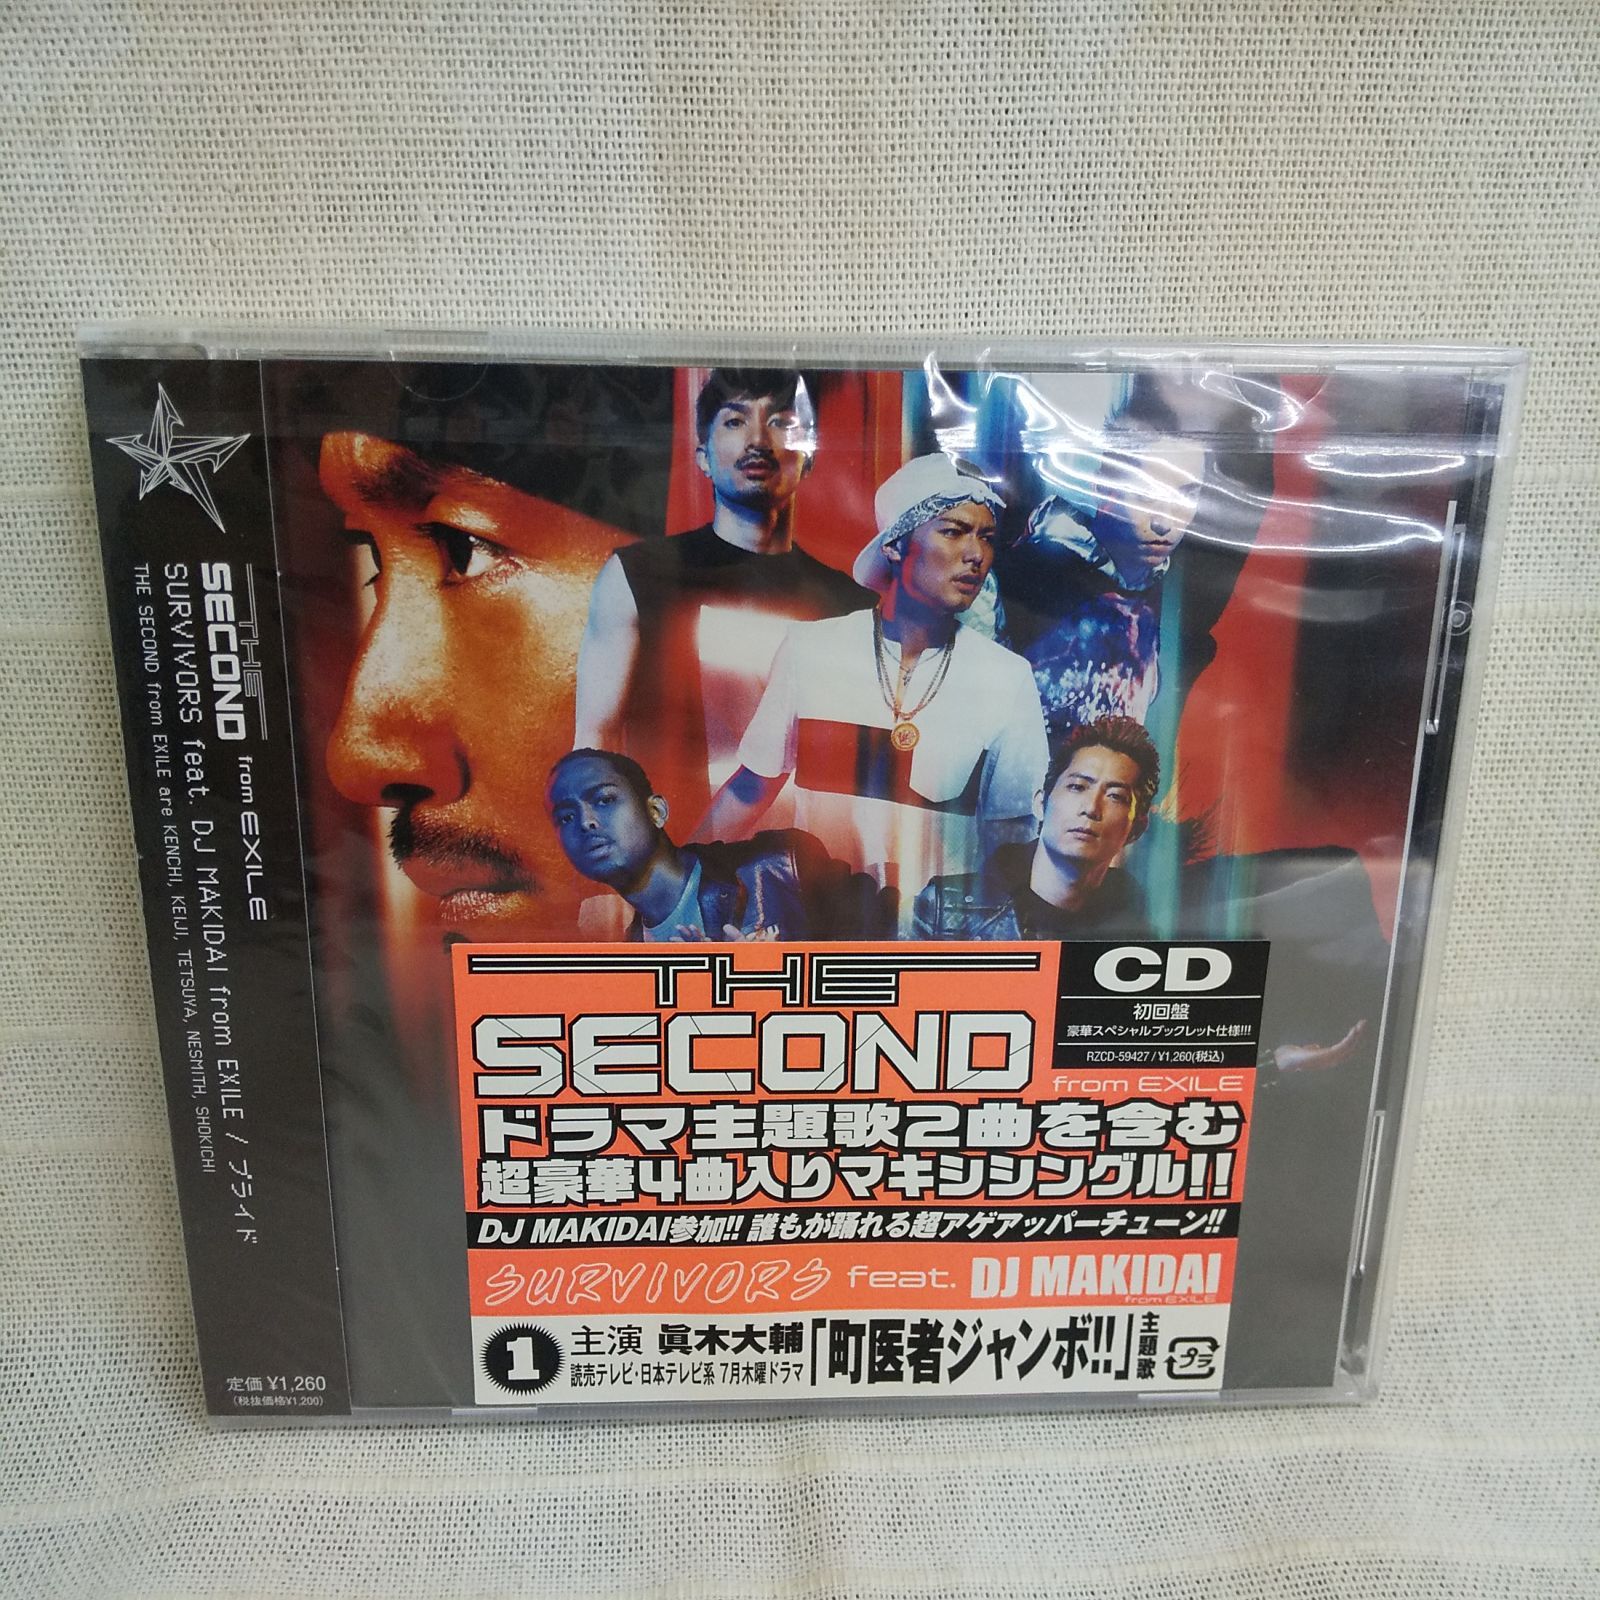 THE
SECOND from EXILE
SURVIVORS feat. DJ MAKIDAI from EXILE / プライド
THE SECOND from EXILE are KENCHI, KEIJI, TETSUYA, NESMITH, SHOKICHI
定価 ¥1,260
(税抜価格¥1,200)
THE
SECOND
from EXILE
CD
初回盤
豪華スペシャルブックレット仕様!!!
RZCD-59427 / ¥1,260(税込)
ドラマ主題歌2曲を含む
超豪華4曲入りマキシシングル!!
DJ MAKIDAI参加!! 誰もが踊れる超アゲアッパーチューン!!
SURVIVORS feat. DJ MAKIDAI
from EXILE
1
主演 眞木大輔「町医者ジャンボ!!」主題歌
読売テレビ・日本テレビ系 7月木曜ドラマ
プラ